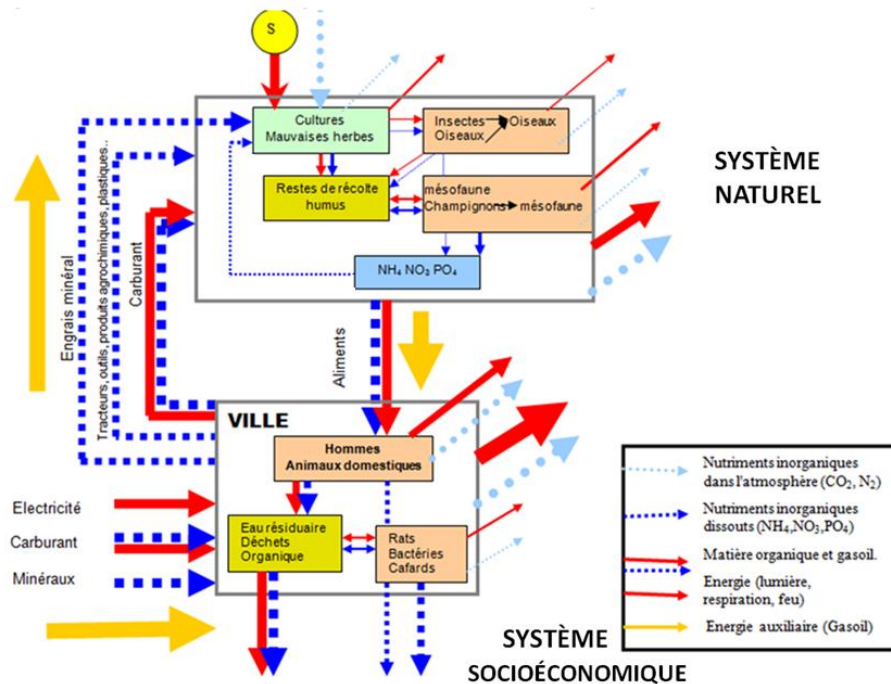 S
Cultures
Mauvaises herbes
Insectes
Oiseaux
Oiseaux
Restes de récolte
humus
mésofaune
Champignons
mésofaune
NH₄ NO₃ PO₄
SYSTÈME
NATUREL
Engrais minéral
Tracteurs, outils, produits agrochimiques, plastiques..
Carburant
Aliments
VILLE
Hommes
Animaux domestiques
Electricité
Carburant
Minéraux
Eau résiduaire
Déchets
Organique
Rats
Bactéries
Cafards
SYSTÈME
SOCIOÉCONOMIQUE
Nutriments inorganiques
dans l'atmosphère (CO₂, N₂)
Nutriments inorganiques
dissouts (NH₄,NO₃,PO₄)
Matière organique et gasoil.
Energie (lumière,
respiration, feu)
Energie auxiliaire (Gasoil)